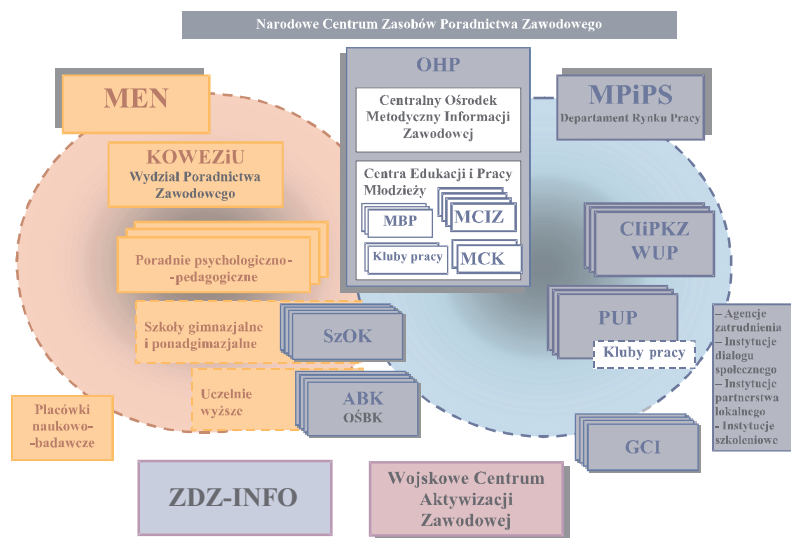 Narodowe Centrum Zasobów Poradnictwa Zawodowego
MEN
KOWEZiU
Wydział Poradnictwa
Zawodowego
Poradnie psychologiczno-
-pedagogiczne
Szkoły gimnazjalne
i ponadgimazjalne
SzOK
Uczelnie
wyższe
ABK
OŚBK
Placówki
naukowo-
-badawcze
OHP
Centralny Ośrodek
Metodyczny Informacji
Zawodowej
Centra Edukacji i Pracy
Młodzieży
MBP
MCIZ
Kluby pracy
MCK
MPiPS
Departament Rynku Pracy
CIiPKZ
WUP
PUP
Kluby pracy
– Agencje
zatrudnienia
– Instytucje
dialogu
społecznego
– Instytucje
partnerstwa
lokalnego
- Instytucje
szkoleniowe
GCI
ZDZ-INFO
Wojskowe Centrum
Aktywizacji
Zawodowej